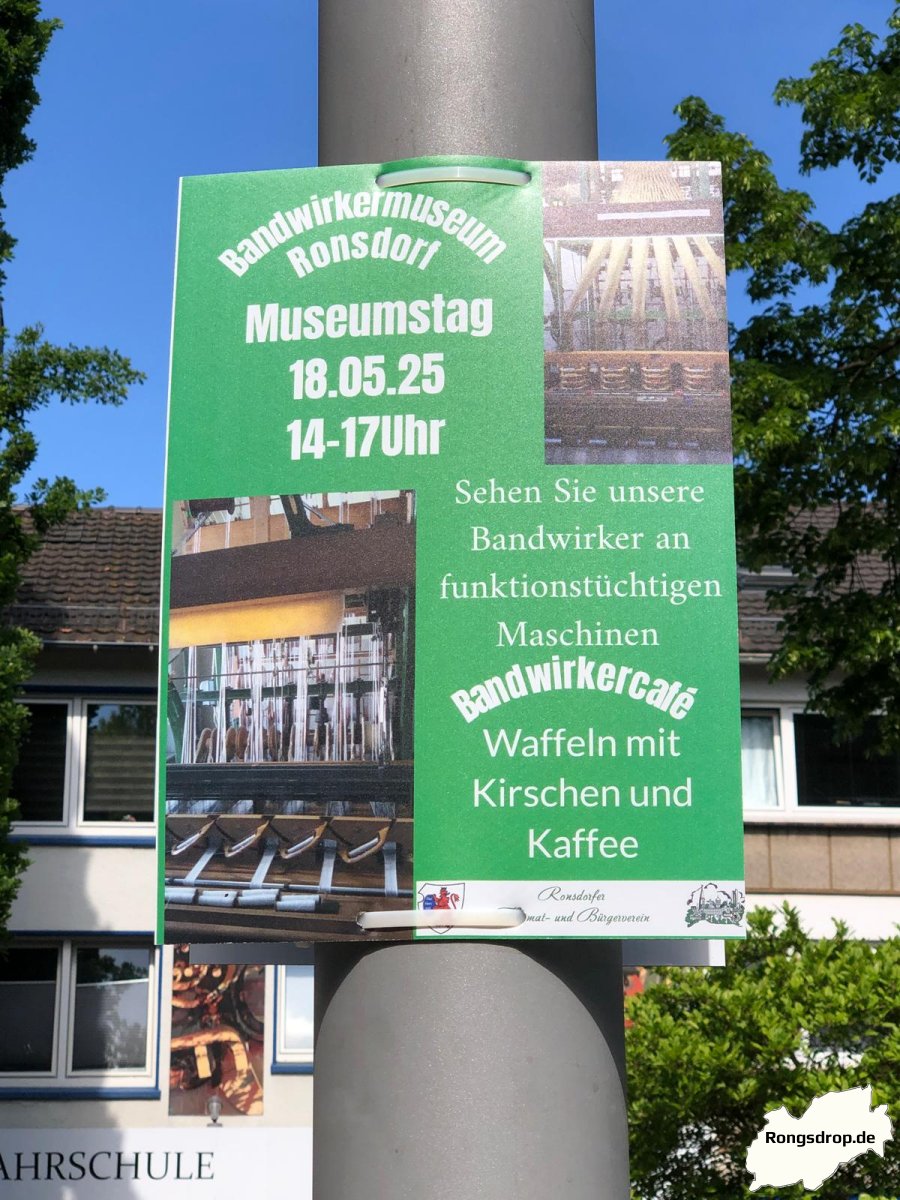 Bandwirkermuseum
Ronsdorf
Museumstag
18.05.25
14-17Uhr
Sehen Sie unsere
Bandwirker an
funktionstüchtigen
Maschinen
Bandwirkercafé
Waffeln mit
Kirschen und
Kaffee
Ronsdorfer
mat- und Bürgerverein
AHRSCHULE
Rongsdrop.de